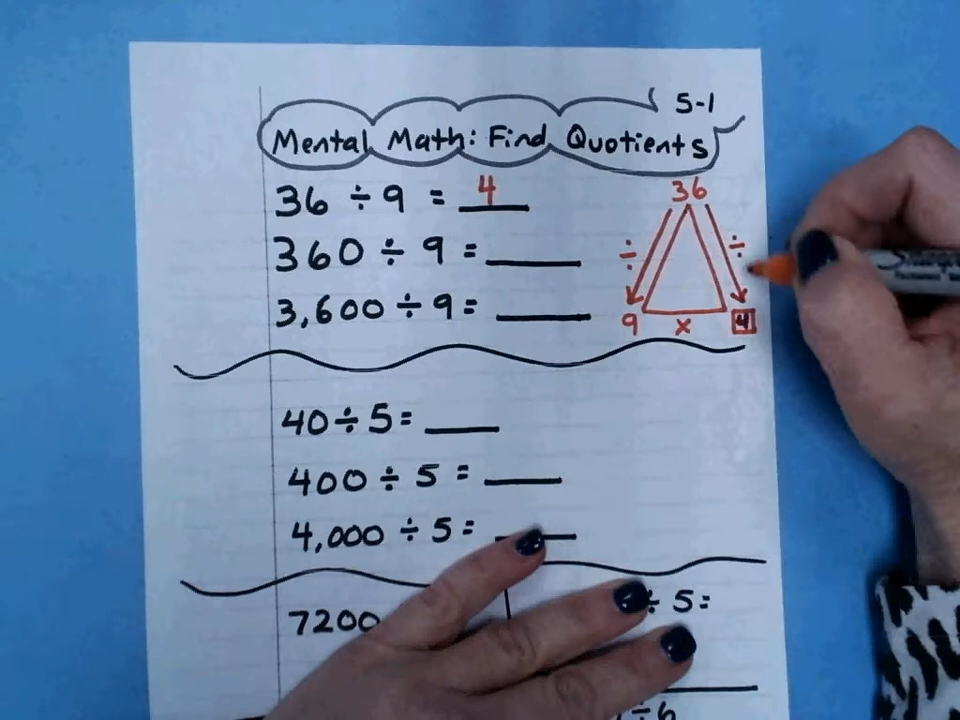 5-1
Mental Math: Find Quotients
36 ÷ 9 = 4
360 ÷ 9 =
3,600 ÷ 9 =
36
÷ ÷
9 x 4
40 ÷ 5 =
400 ÷ 5 =
4,000 ÷ 5 =
7200
÷ 5 =
÷ 6